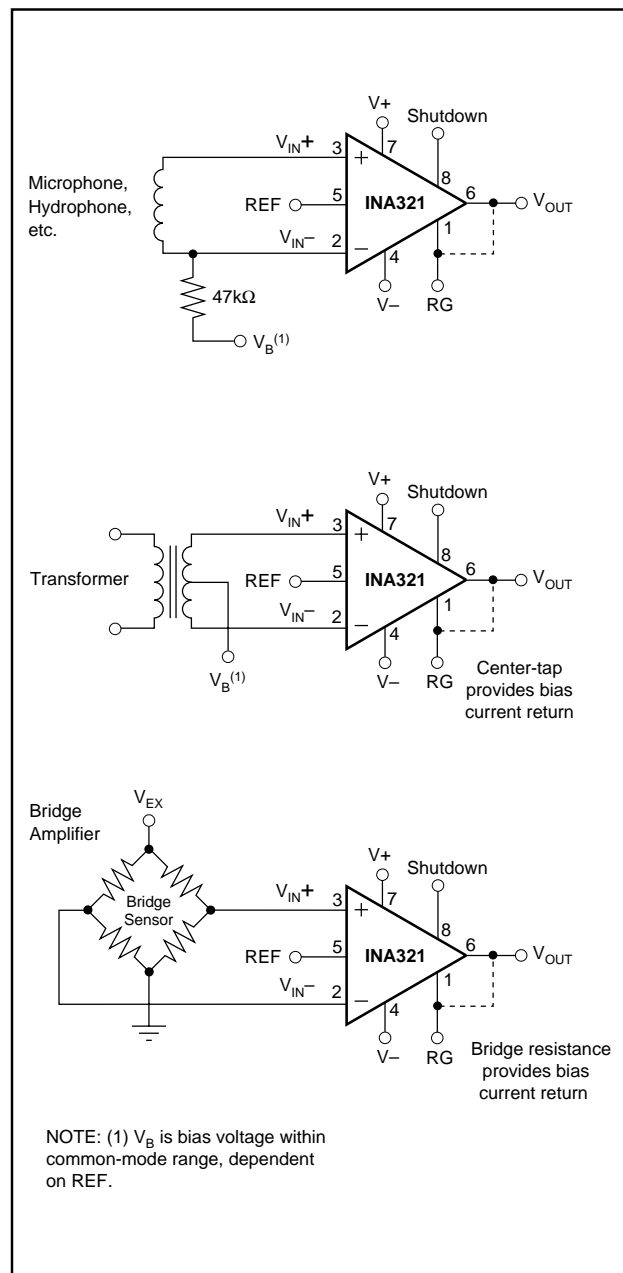 V+
Shutdown
VIN+
3
7
8
Microphone,
Hydrophone,
etc.
REF
5
INA321
6
VOUT
VIN–
2
1
4
47kΩ
V–
RG
VB(1)
V+
Shutdown
VIN+
3
7
8
Transformer
REF
5
INA321
6
VOUT
VIN–
2
1
4
VB(1)
V–
RG
Center-tap
provides bias
current return
Bridge
Amplifier
VEX
V+
Shutdown
Bridge
Sensor
VIN+
3
7
8
REF
5
INA321
6
VOUT
VIN–
2
1
4
V–
RG
Bridge resistance
provides bias
current return
NOTE: (1) VB is bias voltage within
common-mode range, dependent
on REF.